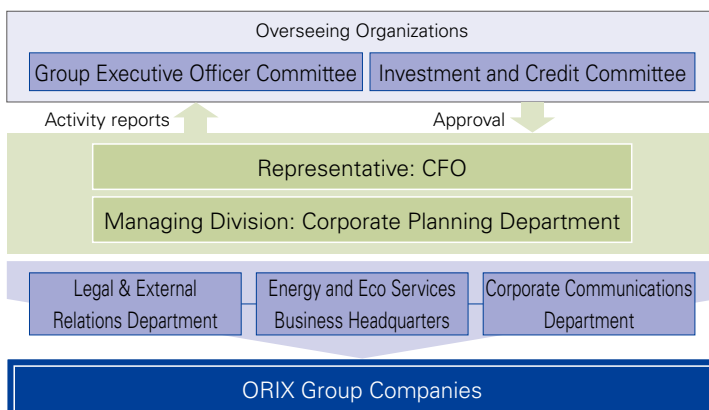 Overseeing Organizations
Group Executive Officer Committee
Investment and Credit Committee
Activity reports
Approval
Representative: CFO
Managing Division: Corporate Planning Department
Legal & External
Relations Department
Energy and Eco Services
Business Headquarters
Corporate Communications
Department
ORIX Group Companies